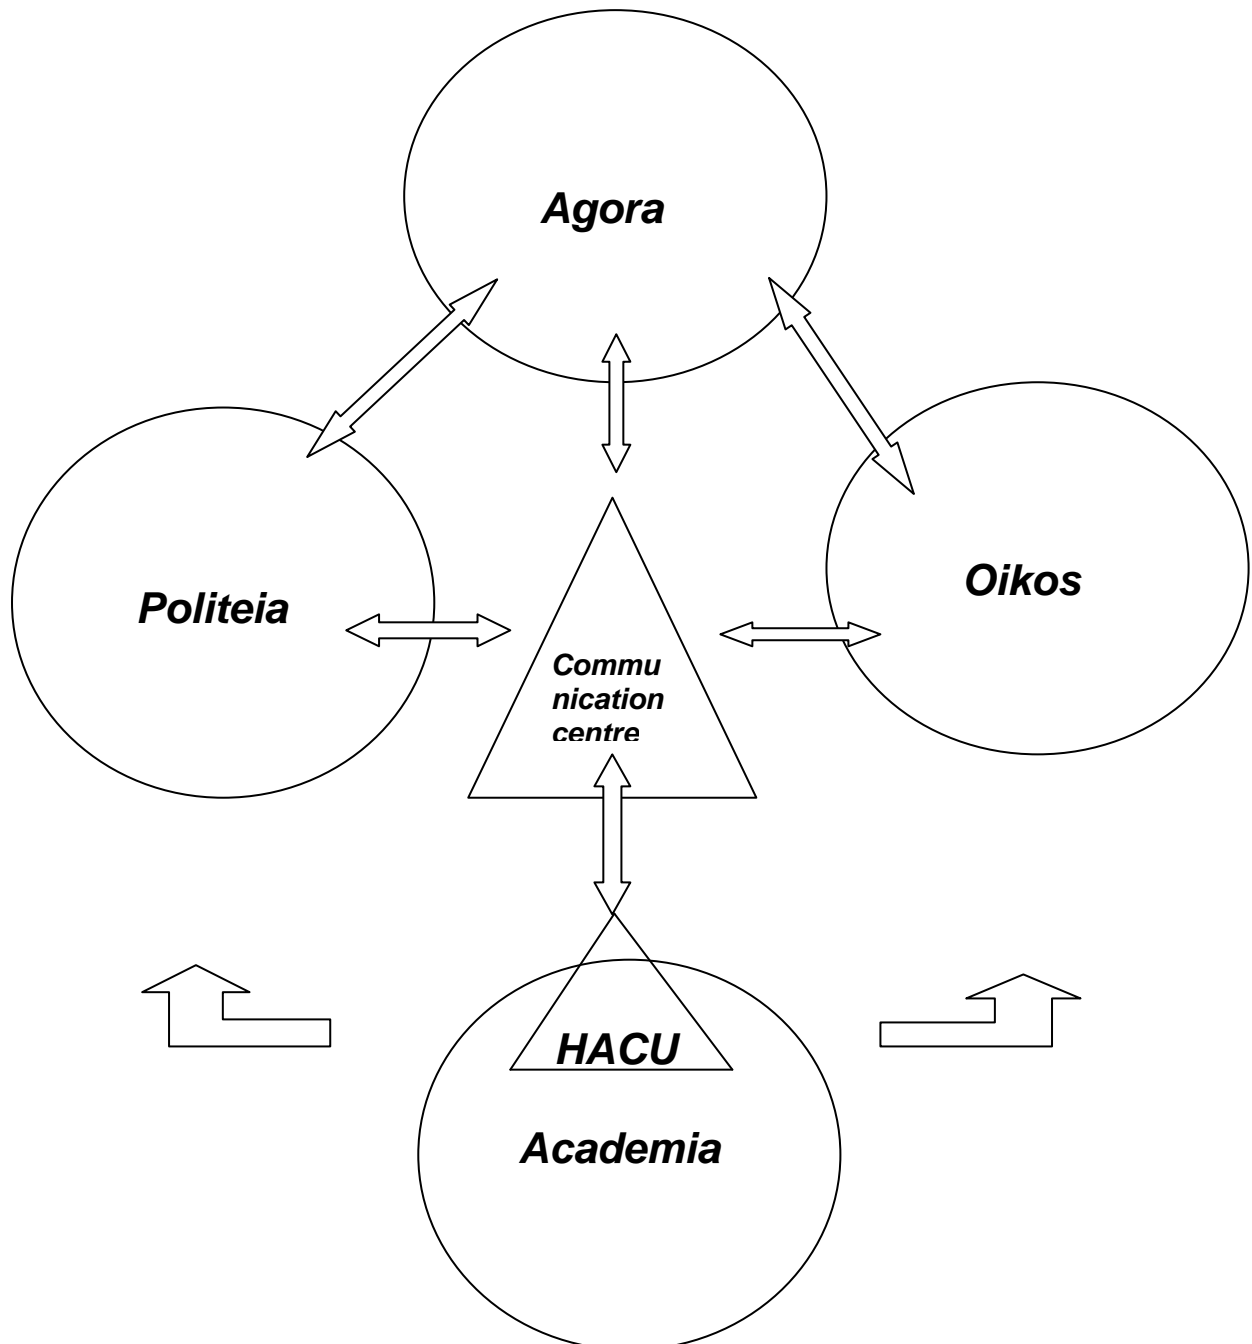 Agora
Politeia
Oikos
Commu
nication
centre
HACU
Academia